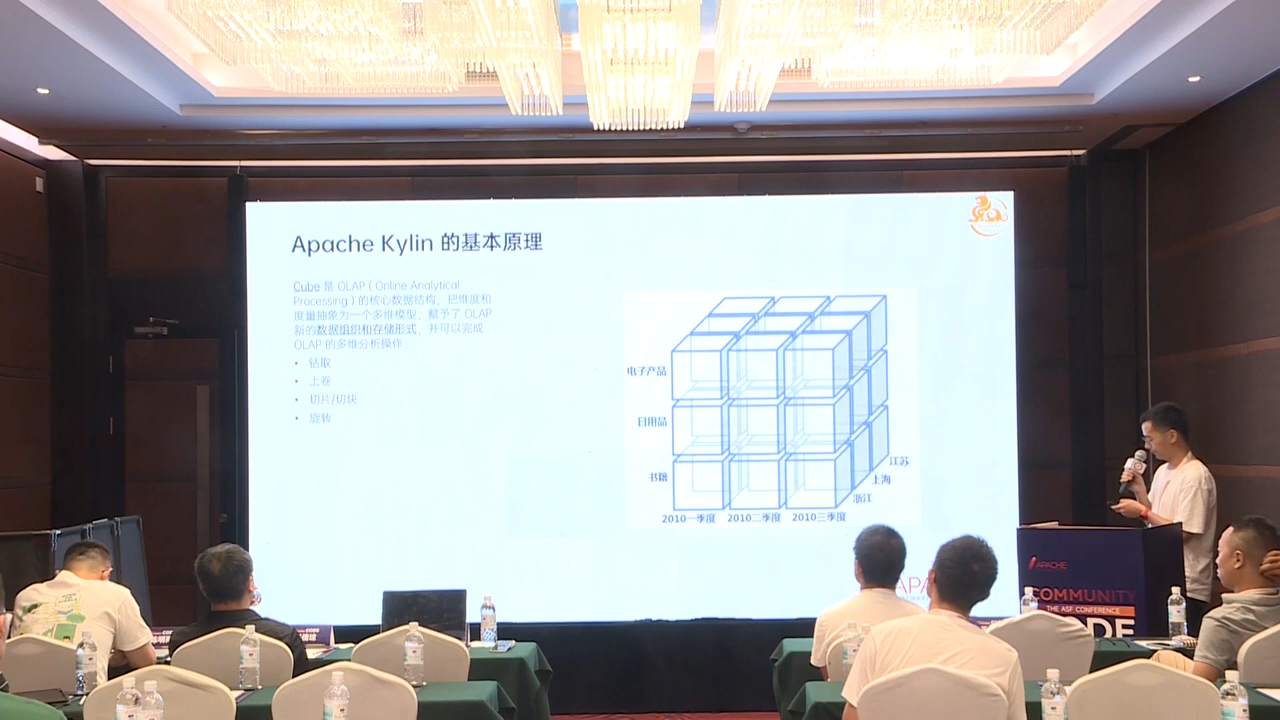 Apache Kylin 的基本原理
Cube 是 OLAP ( Online Analytical
Processing ) 的核心数据结构，把维度和
度量抽象为一个多维模型，赋予了 OLAP
新的数据组织和存储形式，并可以完成
OLAP 的多维分析操作
• 钻取
• 上卷
• 切片/切块
• 旋转
电子产品
日用品
书籍
江苏
上海
浙江
2010一季度 2010二季度 2010三季度
APACHE
COMMUNITY
THE ASF CONFERENCE
CODE